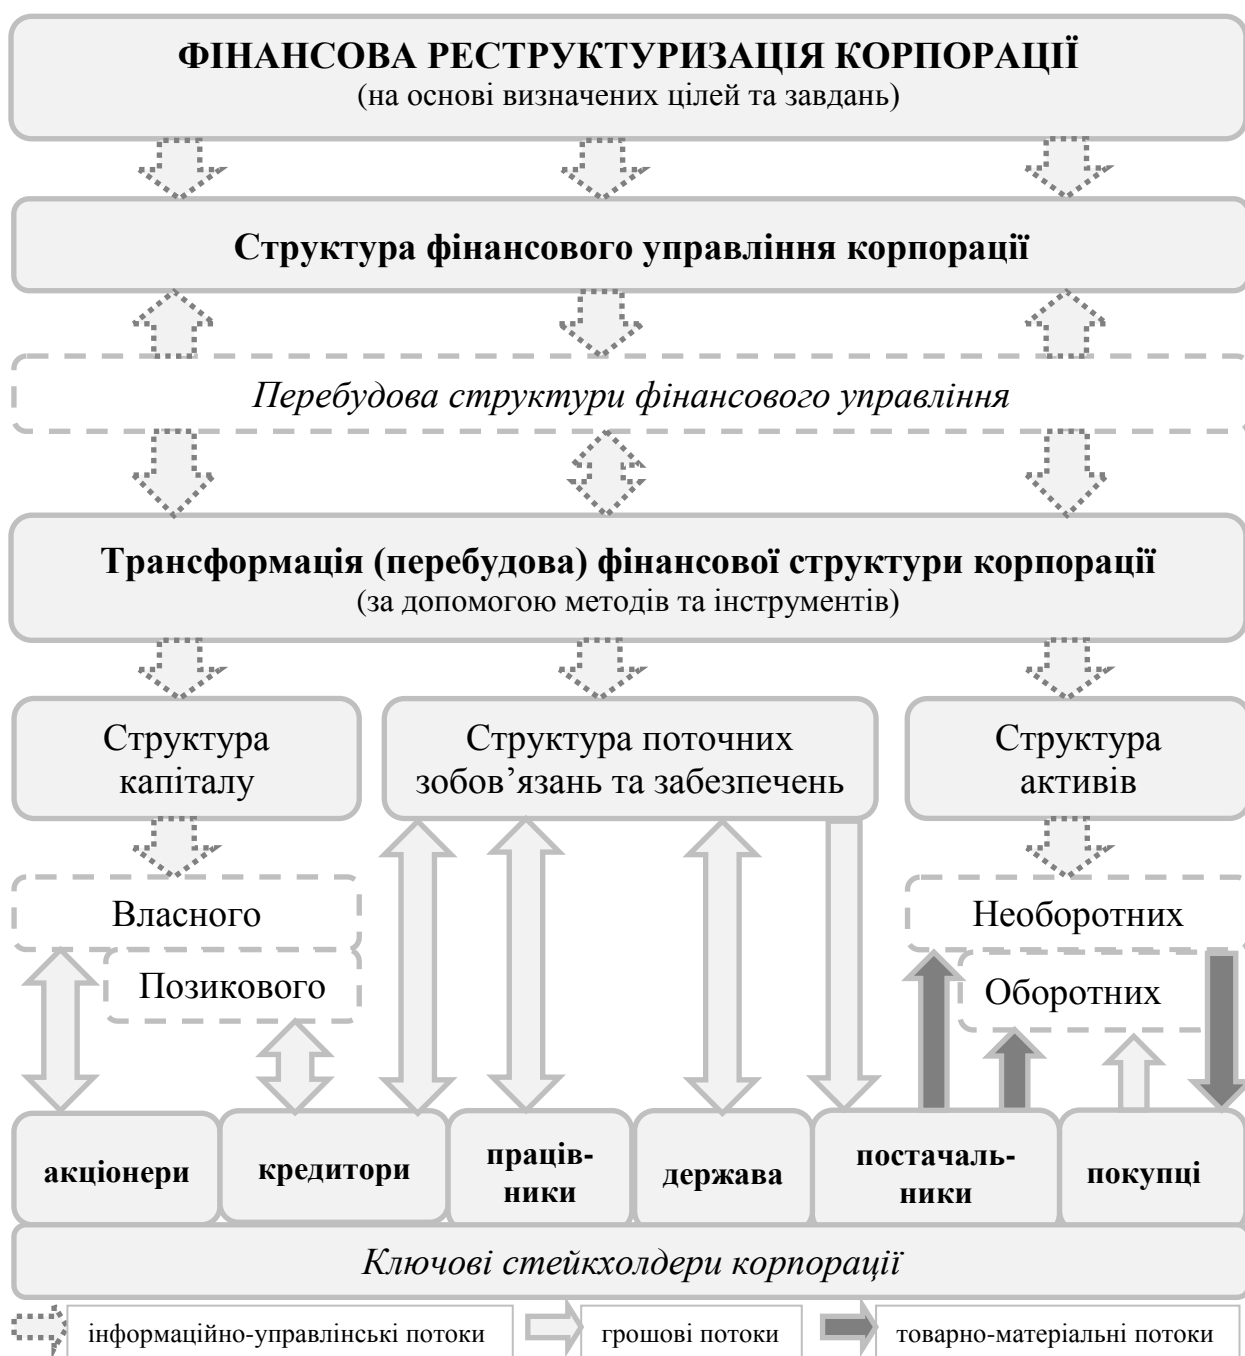 ФІНАНСОВА РЕСТРУКТУРИЗАЦІЯ КОРПОРАЦІЇ
(на основі визначених цілей та завдань)
Структура фінансового управління корпорації
Перебудова структури фінансового управління
Трансформація (перебудова) фінансової структури корпорації
(за допомогою методів та інструментів)
Структура
капіталу
Структура поточних
зобов’язань та забезпечень
Структура
активів
Власного
Позикового
Необоротних
Оборотних
акціонери
кредитори
праців-
ники
держава
постачаль-
ники
покупці
Ключові стейкхолдери корпорації
інформаційно-управлінські потоки
грошові потоки
товарно-матеріальні потоки